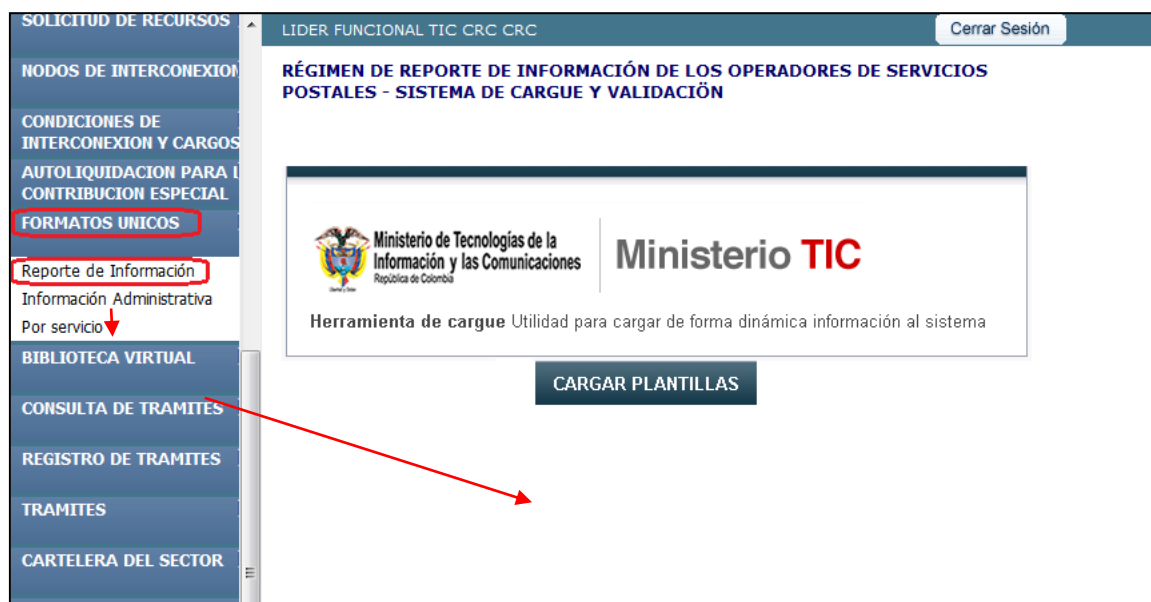 SOLICITUD DE RECURSOS
NODOS DE INTERCONEXION
CONDICIONES DE
INTERCONEXION Y CARGOS
AUTOLIQUIDACION PARA L
CONTRIBUCION ESPECIAL
FORMATOS UNICOS
Reporte de Información
Información Administrativa
Por servicio
BIBLIOTECA VIRTUAL
CONSULTA DE TRAMITES
REGISTRO DE TRAMITES
TRAMITES
CARTELERA DEL SECTOR
LIDER FUNCIONAL TIC CRC CRC
Cerrar Sesión
RÉGIMEN DE REPORTE DE INFORMACIÓN DE LOS OPERADORES DE SERVICIOS
POSTALES - SISTEMA DE CARGUE Y VALIDACIÖN
Ministerio de Tecnologías de la
Información y las Comunicaciones
República de Colombia
Libertad y Orden
Ministerio TIC
Herramienta de cargue Utilidad para cargar de forma dinámica información al sistema
CARGAR PLANTILLAS